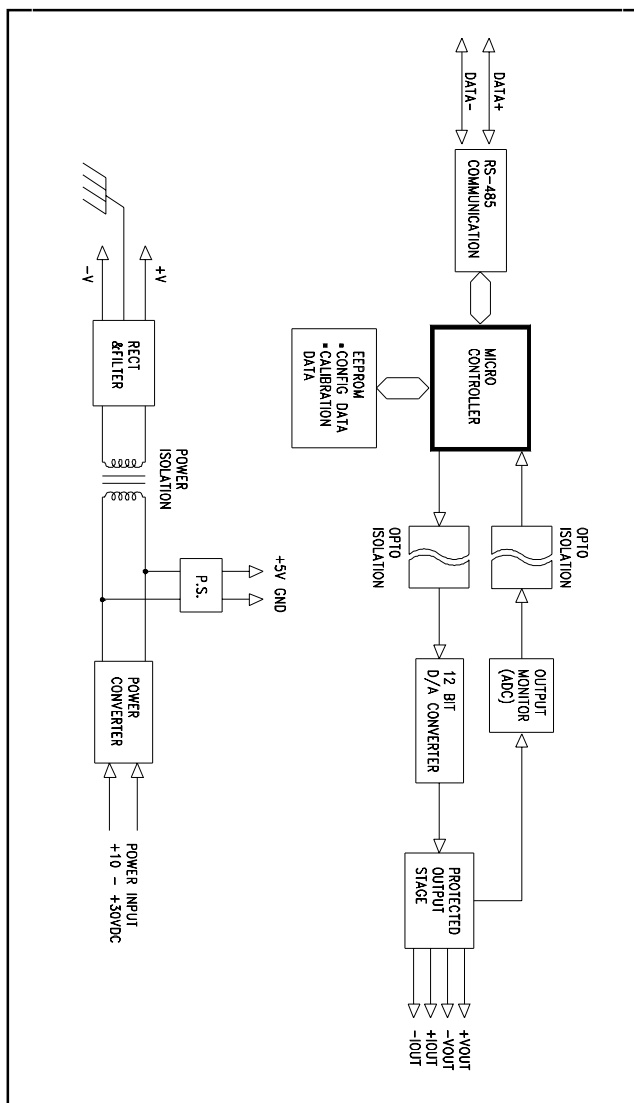 DATA+
DATA-
RS-485
COMMUNICATION
MICRO
CONTROLLER
EEPROM
▪ CONFIG DATA
▪ CALIBRATION
DATA
OPTO
ISOLATION
OPTO
ISOLATION
OUTPUT
MONITOR
(ADC)
12 BIT
D/A CONVERTER
PROTECTED
OUTPUT
STAGE
+VOUT
-VOUT
+IOUT
-IOUT
+V
-V
RECT
&FILTER
POWER
ISOLATION
+5V GND
P.S.
POWER
CONVERTER
POWER INPUT
+10 - +30VDC